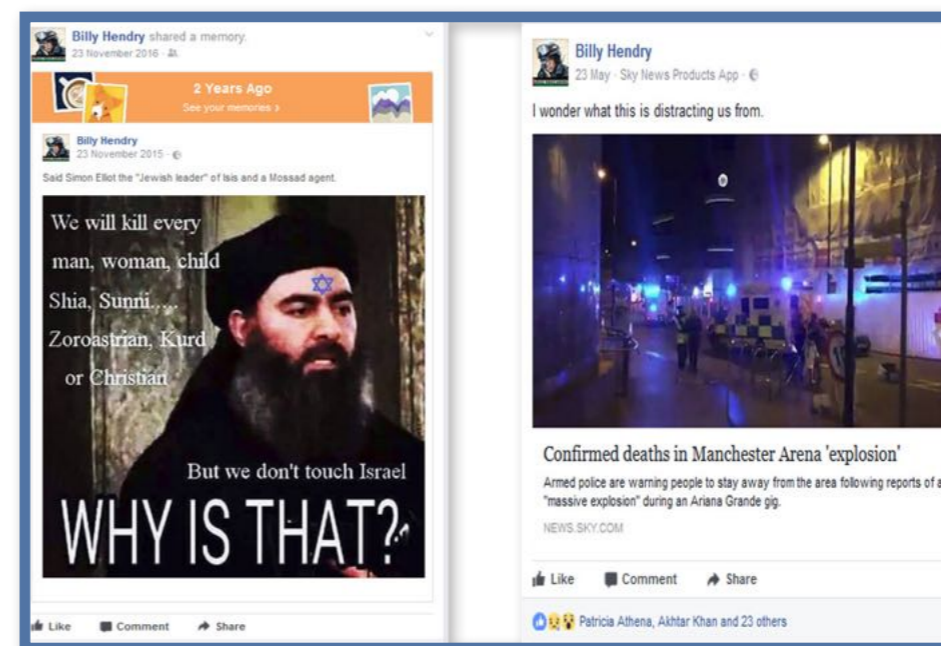 Billy Hendry shared a memory.
23 November 2016
2 Years Ago
See your memories >
Billy Hendry
23 November 2015
Said Simon Elliot the "Jewish leader" of Isis and a Mossad agent.
We will kill every
man, woman, child
Shia, Sunni.....
Zoroastrian, Kurd
or Christian
But we don't touch Israel
WHY IS THAT?
Like Comment Share
Billy Hendry
23 May · Sky News Products App ·
I wonder what this is distracting us from.
Confirmed deaths in Manchester Arena 'explosion'
Armed police are warning people to stay away from the area following reports of a
"massive explosion" during an Ariana Grande gig.
NEWS.SKY.COM
Like Comment Share
Patricia Athena, Akhtar Khan and 23 others